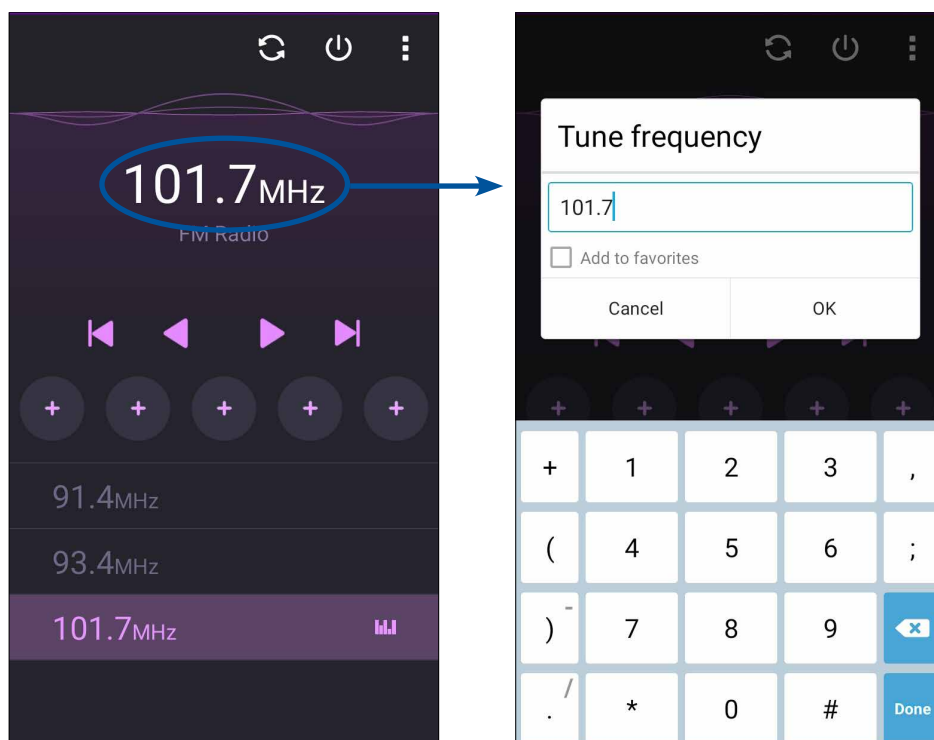 101.7MHz
FM Radio
+ + + + +
91.4MHz
93.4MHz
101.7MHz
Tune frequency
101.7
Add to favorites
Cancel OK
+ + + + +
+ 1 2 3 ,
( 4 5 6 ;
) - 7 8 9
. / * 0 # Done